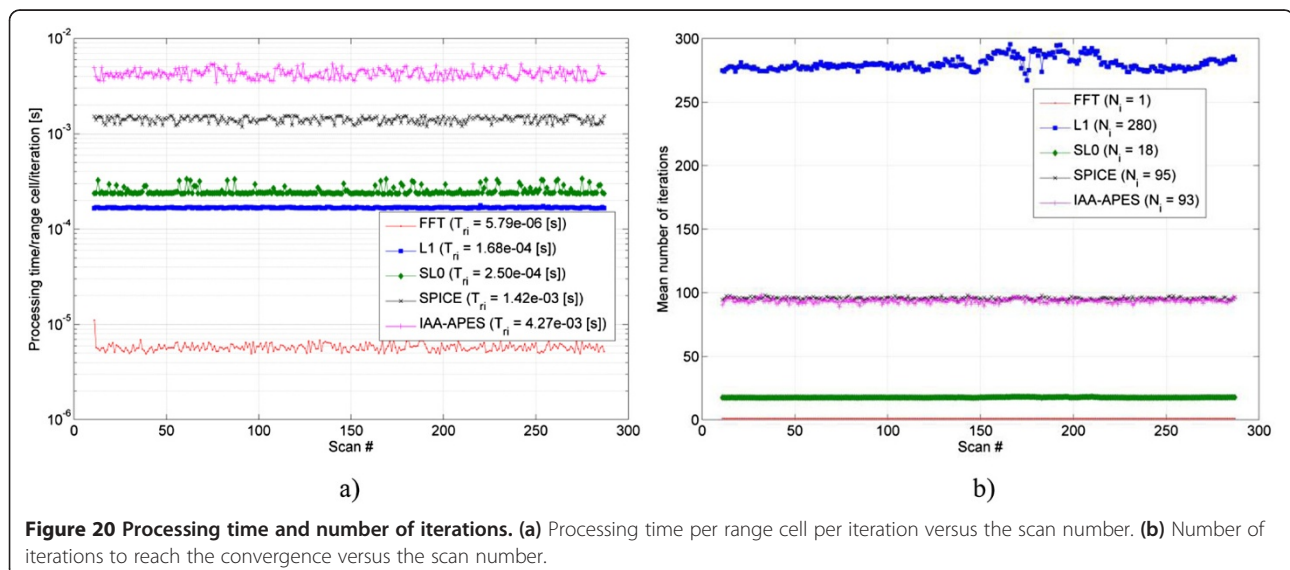 10^-2
10^-3
10^-4
10^-5
10^-6
Processing time/range cell/iteration [s]
FFT (T_ri = 5.79e-06 [s])
L1 (T_ri = 1.68e-04 [s])
SL0 (T_ri = 2.50e-04 [s])
SPICE (T_ri = 1.42e-03 [s])
IAA-APES (T_ri = 4.27e-03 [s])
0 50 100 150 200 250 300
Scan #
a)
300
250
200
150
100
50
0
Mean number of iterations
FFT (N_i = 1)
L1 (N_i = 280)
SL0 (N_i = 18)
SPICE (N_i = 95)
IAA-APES (N_i = 93)
0 50 100 150 200 250 300
Scan #
b)
Figure 20 Processing time and number of iterations. (a) Processing time per range cell per iteration versus the scan number. (b) Number of
iterations to reach the convergence versus the scan number.